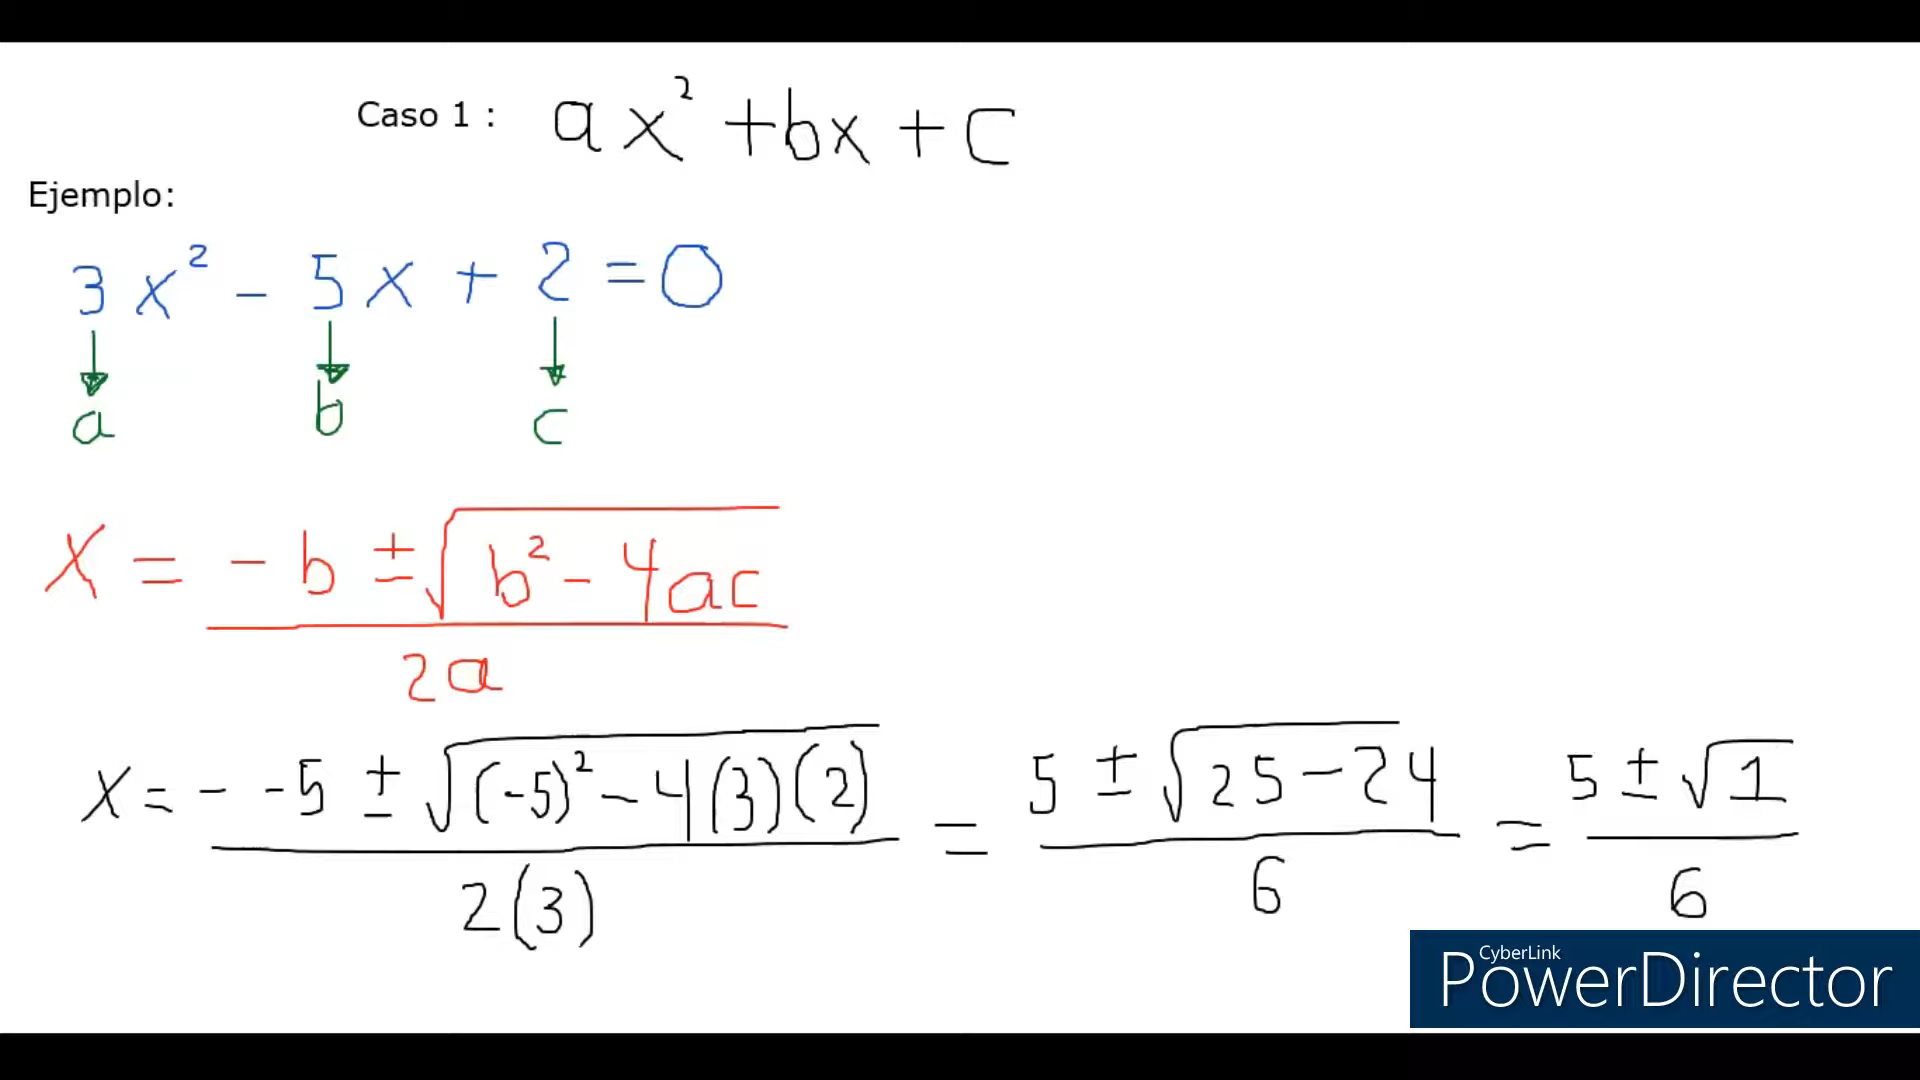 Caso 1 : ax² + bx + c
Ejemplo:
3x² - 5x + 2 = 0
a b c
x = -b ± √(b² - 4ac)
2a
x = - -5 ± √((-5)² - 4(3)(2)) = 5 ± √(25 - 24) = 5 ± √1
2(3) 6 6
CyberLink
PowerDirector